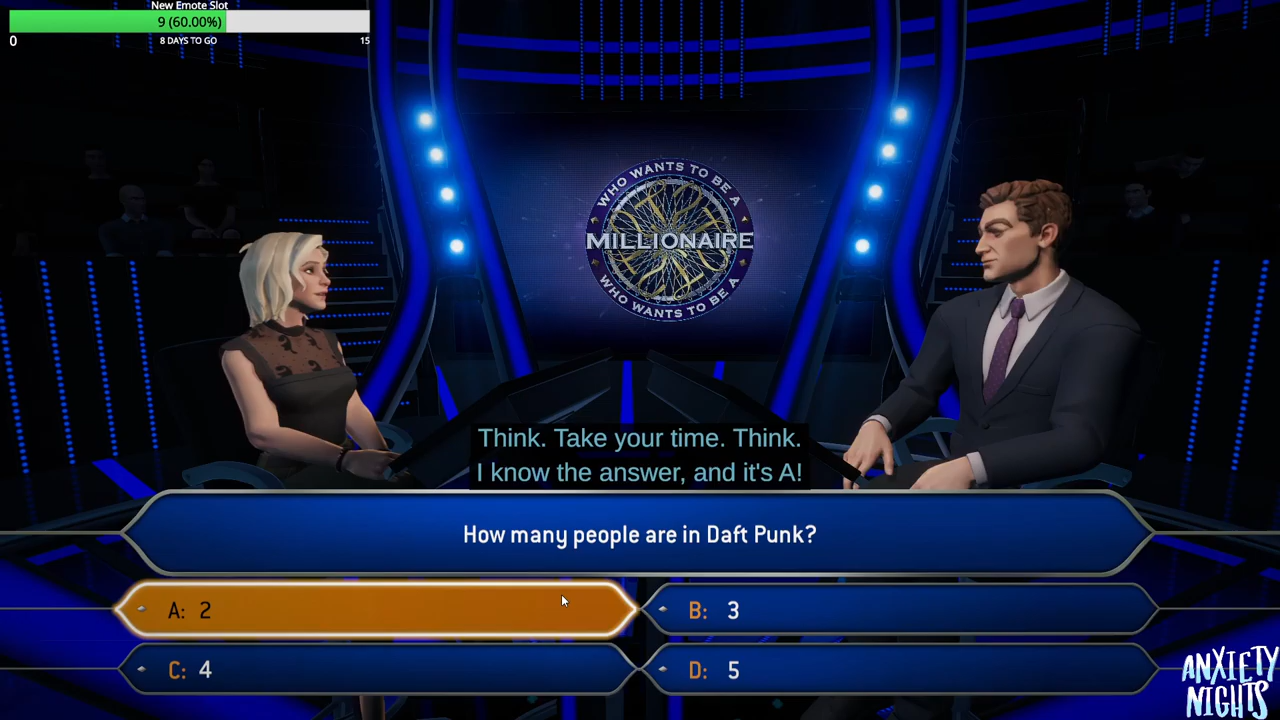 New Emote Slot
9 (60.00%)
0
8 DAYS TO GO
15
WHO WANTS TO BE A
MILLIONAIRE
WHO WANTS TO BE A
Think. Take your time. Think.
I know the answer, and it's A!
How many people are in Daft Punk?
A: 2
B: 3
C: 4
D: 5
ANXIETY
NIGHTS